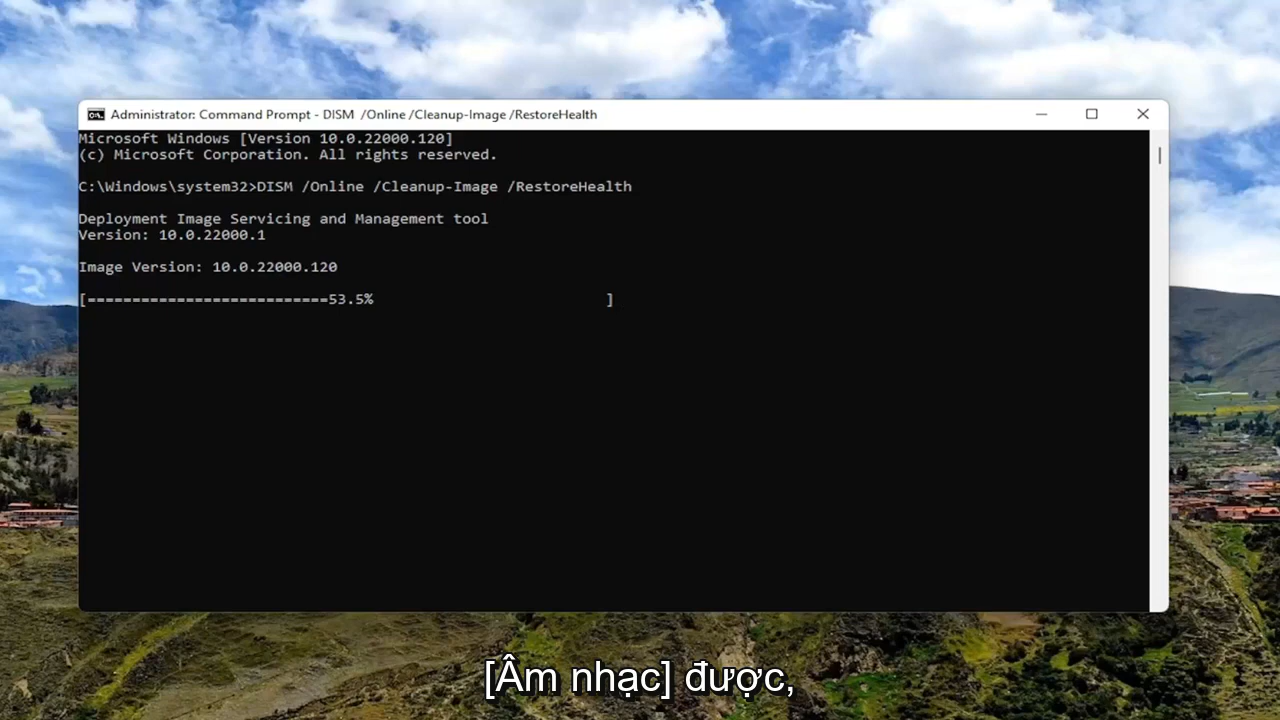 Administrator: Command Prompt - DISM /Online /Cleanup-Image /RestoreHealth
Microsoft Windows [Version 10.0.22000.120]
(c) Microsoft Corporation. All rights reserved.
C:\Windows\system32>DISM /Online /Cleanup-Image /RestoreHealth
Deployment Image Servicing and Management tool
Version: 10.0.22000.1
Image Version: 10.0.22000.120
[===========================53.5%                          ]
[Âm nhạc] được,